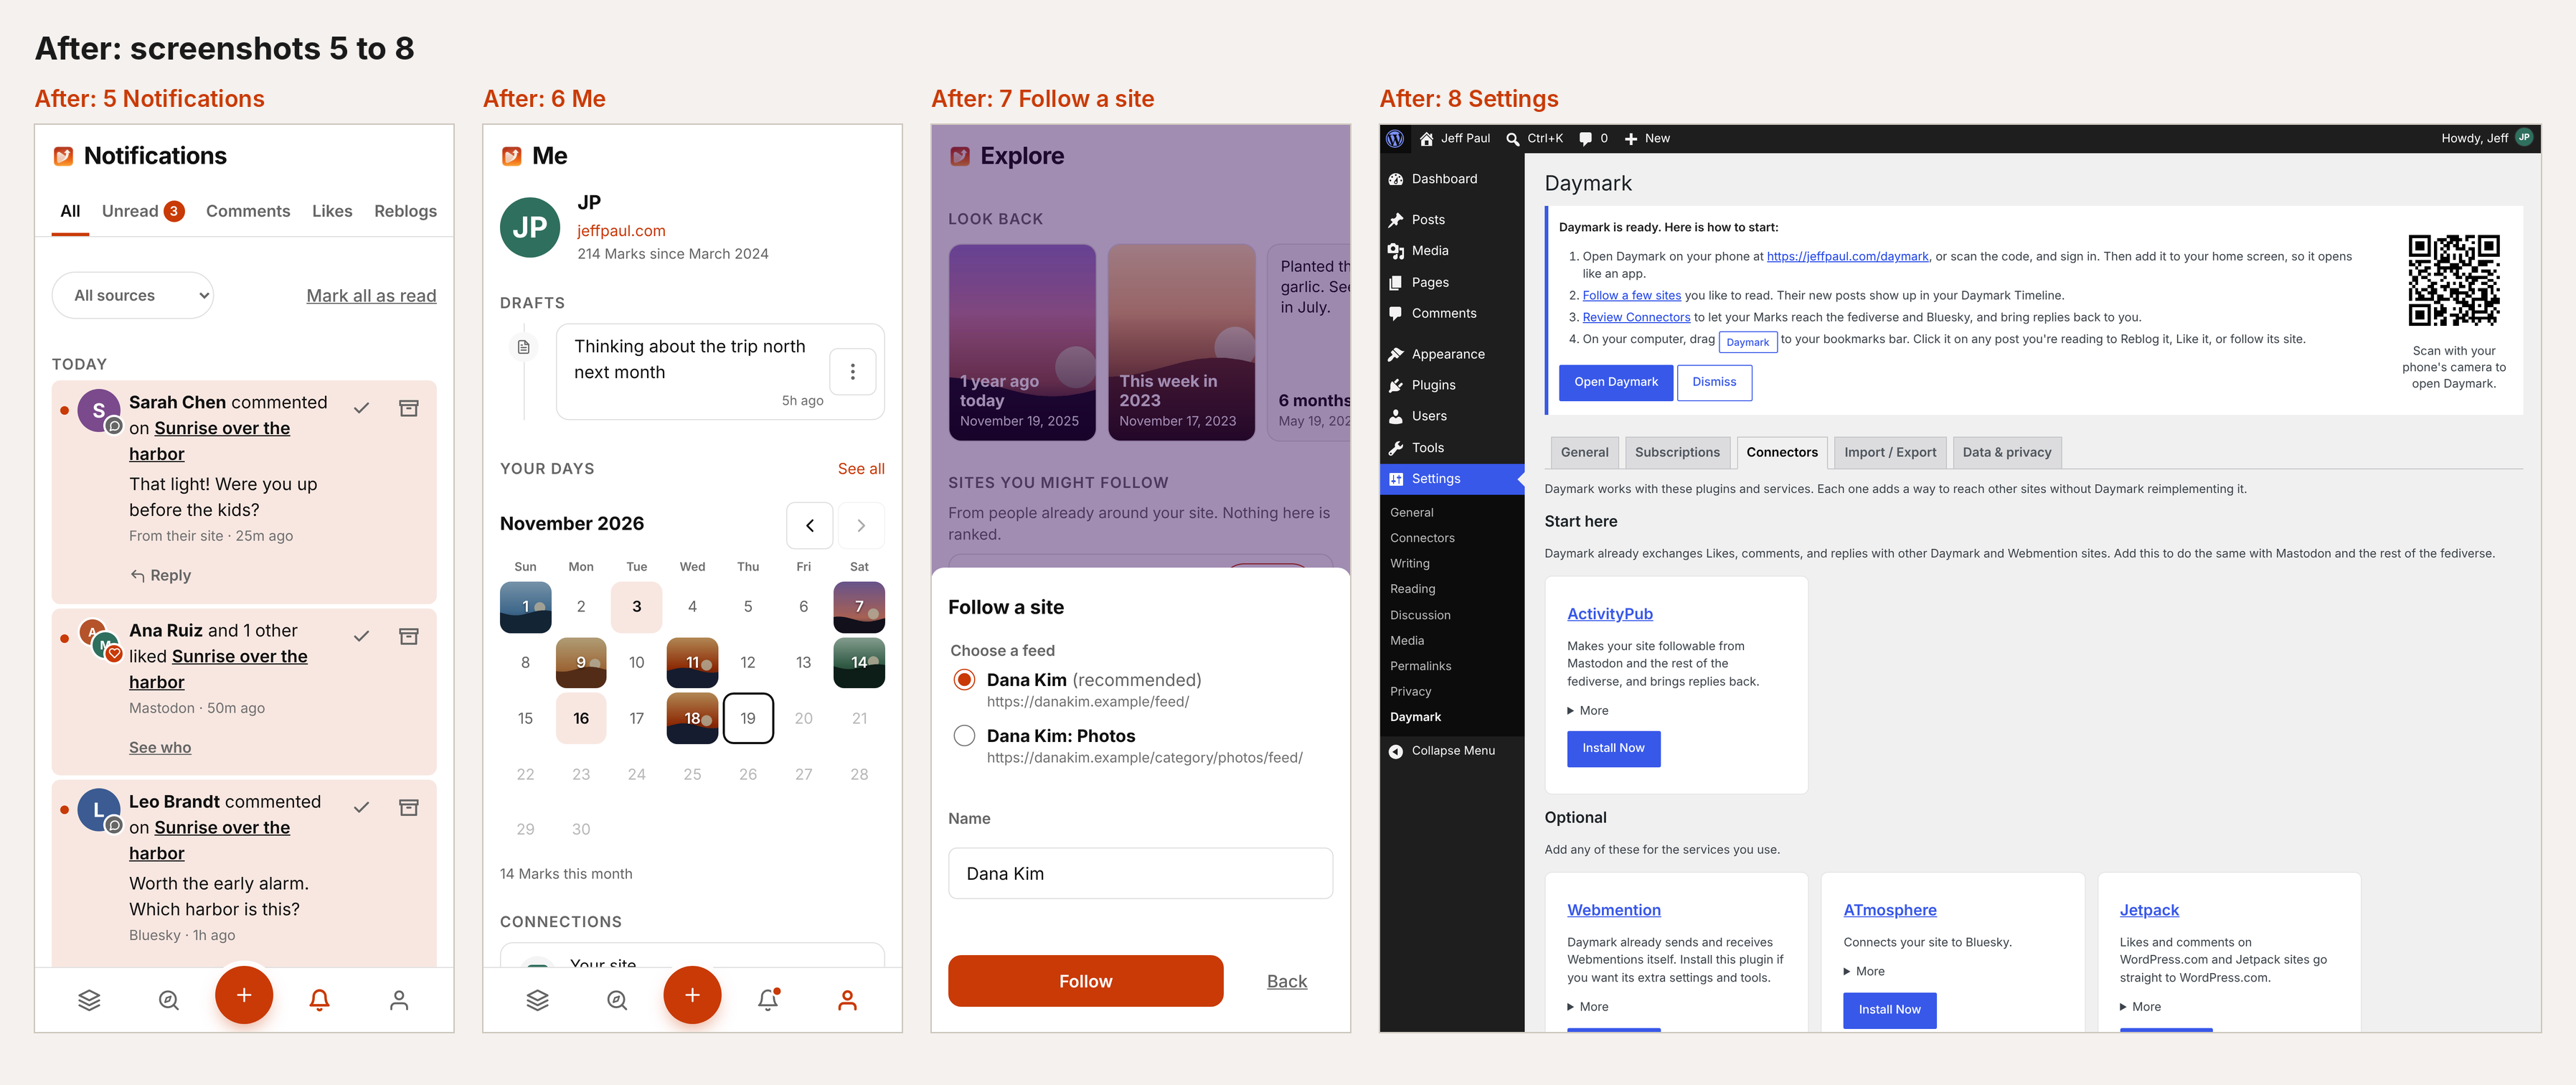 After: screenshots 5 to 8
After: 5 Notifications
Notifications
All Unread 3 Comments Likes Reblogs
All sources
Mark all as read
TODAY
S
Sarah Chen commented
on Sunrise over the
harbor
That light! Were you up
before the kids?
From their site · 25m ago
Reply
A
M
Ana Ruiz and 1 other
liked Sunrise over the
harbor
Mastodon · 50m ago
See who
L
Leo Brandt commented
on Sunrise over the
harbor
Worth the early alarm.
Which harbor is this?
Bluesky · 1h ago
After: 6 Me
Me
JP
JP
jeffpaul.com
214 Marks since March 2024
DRAFTS
Thinking about the trip north
next month
5h ago
YOUR DAYS
See all
November 2026
Sun Mon Tue Wed Thu Fri Sat
1 2 3 4 5 6 7
8 9 10 11 12 13 14
15 16 17 18 19 20 21
22 23 24 25 26 27 28
29 30
14 Marks this month
CONNECTIONS
Your site
After: 7 Follow a site
Explore
LOOK BACK
1 year ago
today
November 19, 2025
This week in
2023
November 17, 2023
Planted th
garlic. See
in July.
6 months
May 19, 202
SITES YOU MIGHT FOLLOW
From people already around your site. Nothing here is
ranked.
Follow a site
Choose a feed
Dana Kim (recommended)
https://danakim.example/feed/
Dana Kim: Photos
https://danakim.example/category/photos/feed/
Name
Dana Kim
Follow
Back
After: 8 Settings
Jeff Paul Ctrl+K 0 New
Howdy, Jeff JP
Dashboard
Posts
Media
Pages
Comments
Appearance
Plugins
Users
Tools
Settings
General
Connectors
Writing
Reading
Discussion
Media
Permalinks
Privacy
Daymark
Collapse Menu
Daymark
Daymark is ready. Here is how to start:
1. Open Daymark on your phone at https://jeffpaul.com/daymark, or scan the code, and sign in. Then add it to your home screen, so it opens
like an app.
2. Follow a few sites you like to read. Their new posts show up in your Daymark Timeline.
3. Review Connectors to let your Marks reach the fediverse and Bluesky, and bring replies back to you.
4. On your computer, drag Daymark to your bookmarks bar. Click it on any post you're reading to Reblog it, Like it, or follow its site.
Open Daymark
Dismiss
Scan with your
phone's camera to
open Daymark.
General Subscriptions Connectors Import / Export Data & privacy
Daymark works with these plugins and services. Each one adds a way to reach other sites without Daymark reimplementing it.
Start here
Daymark already exchanges Likes, comments, and replies with other Daymark and Webmention sites. Add this to do the same with Mastodon and the rest of the fediverse.
ActivityPub
Makes your site followable from
Mastodon and the rest of the
fediverse, and brings replies back.
More
Install Now
Optional
Add any of these for the services you use.
Webmention
Daymark already sends and receives
Webmentions itself. Install this plugin if
you want its extra settings and tools.
More
ATmosphere
Connects your site to Bluesky.
More
Install Now
Jetpack
Likes and comments on
WordPress.com and Jetpack sites go
straight to WordPress.com.
More